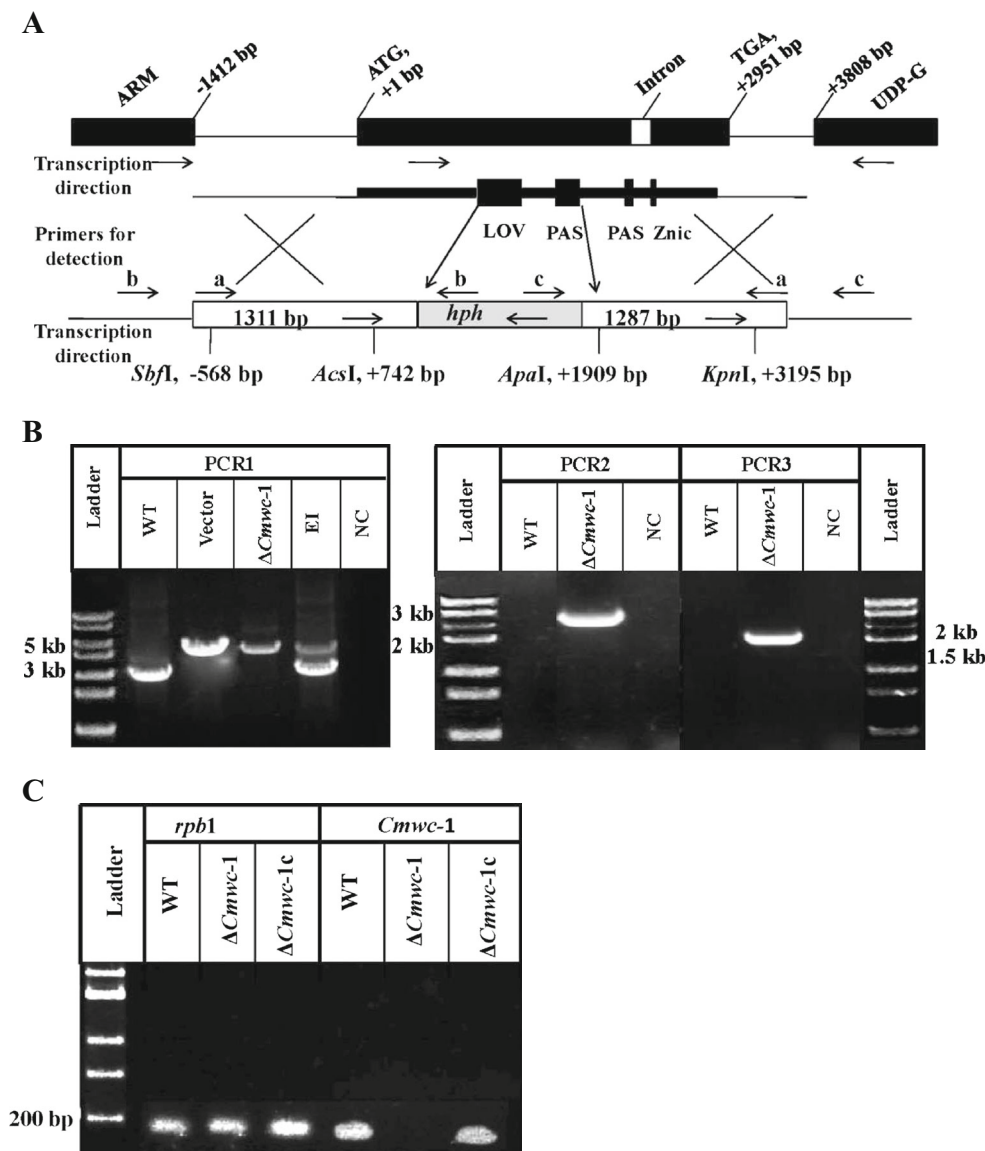 A
ARM
-1412 bp
ATG,
+1 bp
Intron
TGA,
+2951 bp
+3808 bp
UDP-G
Transcription
direction
LOV
PAS
PAS
Znic
Primers for
detection
b
a
b
c
a
c
1311 bp
hph
1287 bp
Transcription
direction
SbfI, -568 bp
AcsI, +742 bp
ApaI, +1909 bp
KpnI, +3195 bp
B
Ladder
PCR1
WT
Vector
ΔCmwc-1
EI
NC
5 kb
3 kb
Ladder
PCR2
WT
ΔCmwc-1
NC
PCR3
WT
ΔCmwc-1
NC
Ladder
3 kb
2 kb
2 kb
1.5 kb
C
Ladder
rpb1
WT
ΔCmwc-1
ΔCmwc-1c
Cmwc-1
WT
ΔCmwc-1
ΔCmwc-1c
200 bp